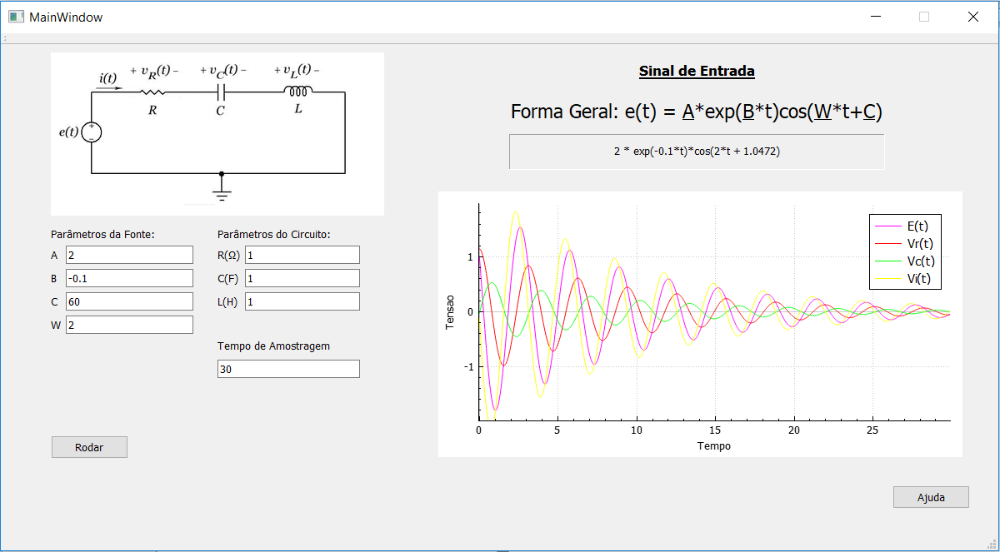 MainWindow
+ v_R(t) – + v_C(t) – + v_L(t) –
i(t)
R C L
e(t)
+
–
Sinal de Entrada
Forma Geral: e(t) = A*exp(B*t)cos(W*t+C)
2 * exp(-0.1*t)*cos(2*t + 1.0472)
Parâmetros da Fonte:
A 2
B -0.1
C 60
W 2
Parâmetros do Circuito:
R(Ω) 1
C(F) 1
L(H) 1
Tempo de Amostragem
30
Rodar
E(t)
Vr(t)
Vc(t)
Vi(t)
Tensao
1
0
-1
0 5 10 15 20 25
Tempo
Ajuda